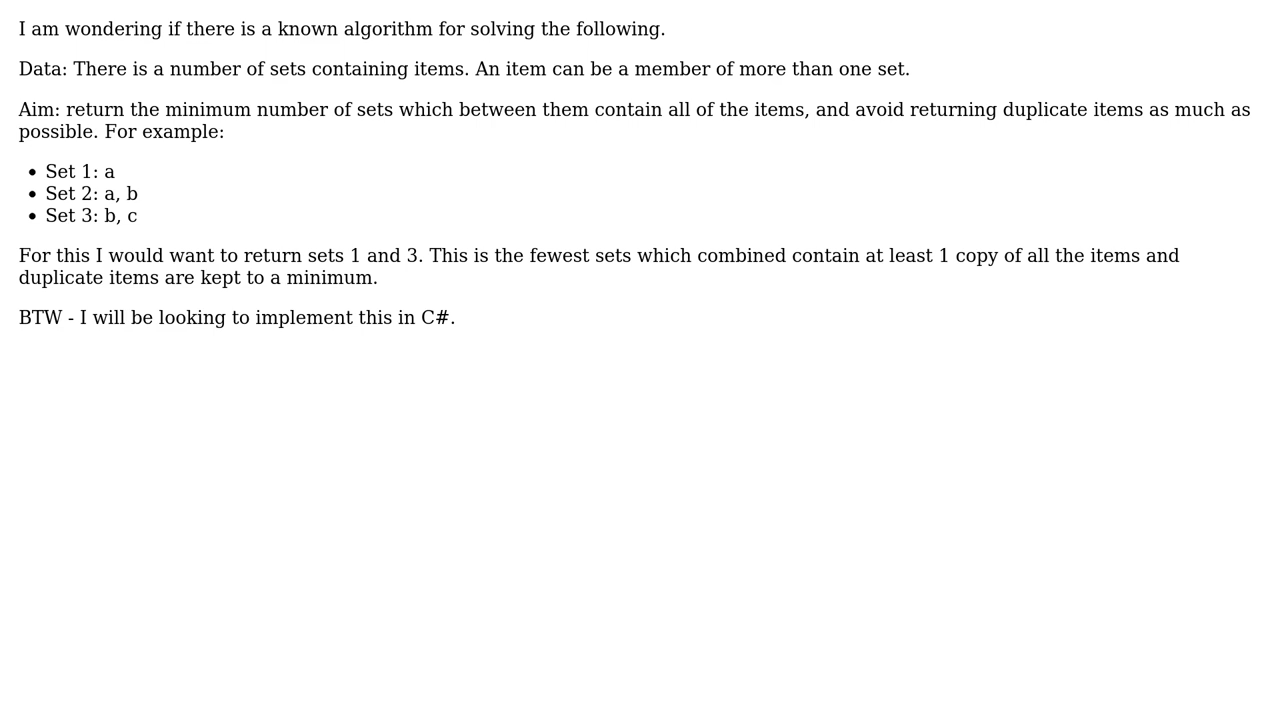 I am wondering if there is a known algorithm for solving the following.
Data: There is a number of sets containing items. An item can be a member of more than one set.
Aim: return the minimum number of sets which between them contain all of the items, and avoid returning duplicate items as much as
possible. For example:
• Set 1: a
• Set 2: a, b
• Set 3: b, c
For this I would want to return sets 1 and 3. This is the fewest sets which combined contain at least 1 copy of all the items and
duplicate items are kept to a minimum.
BTW - I will be looking to implement this in C#.